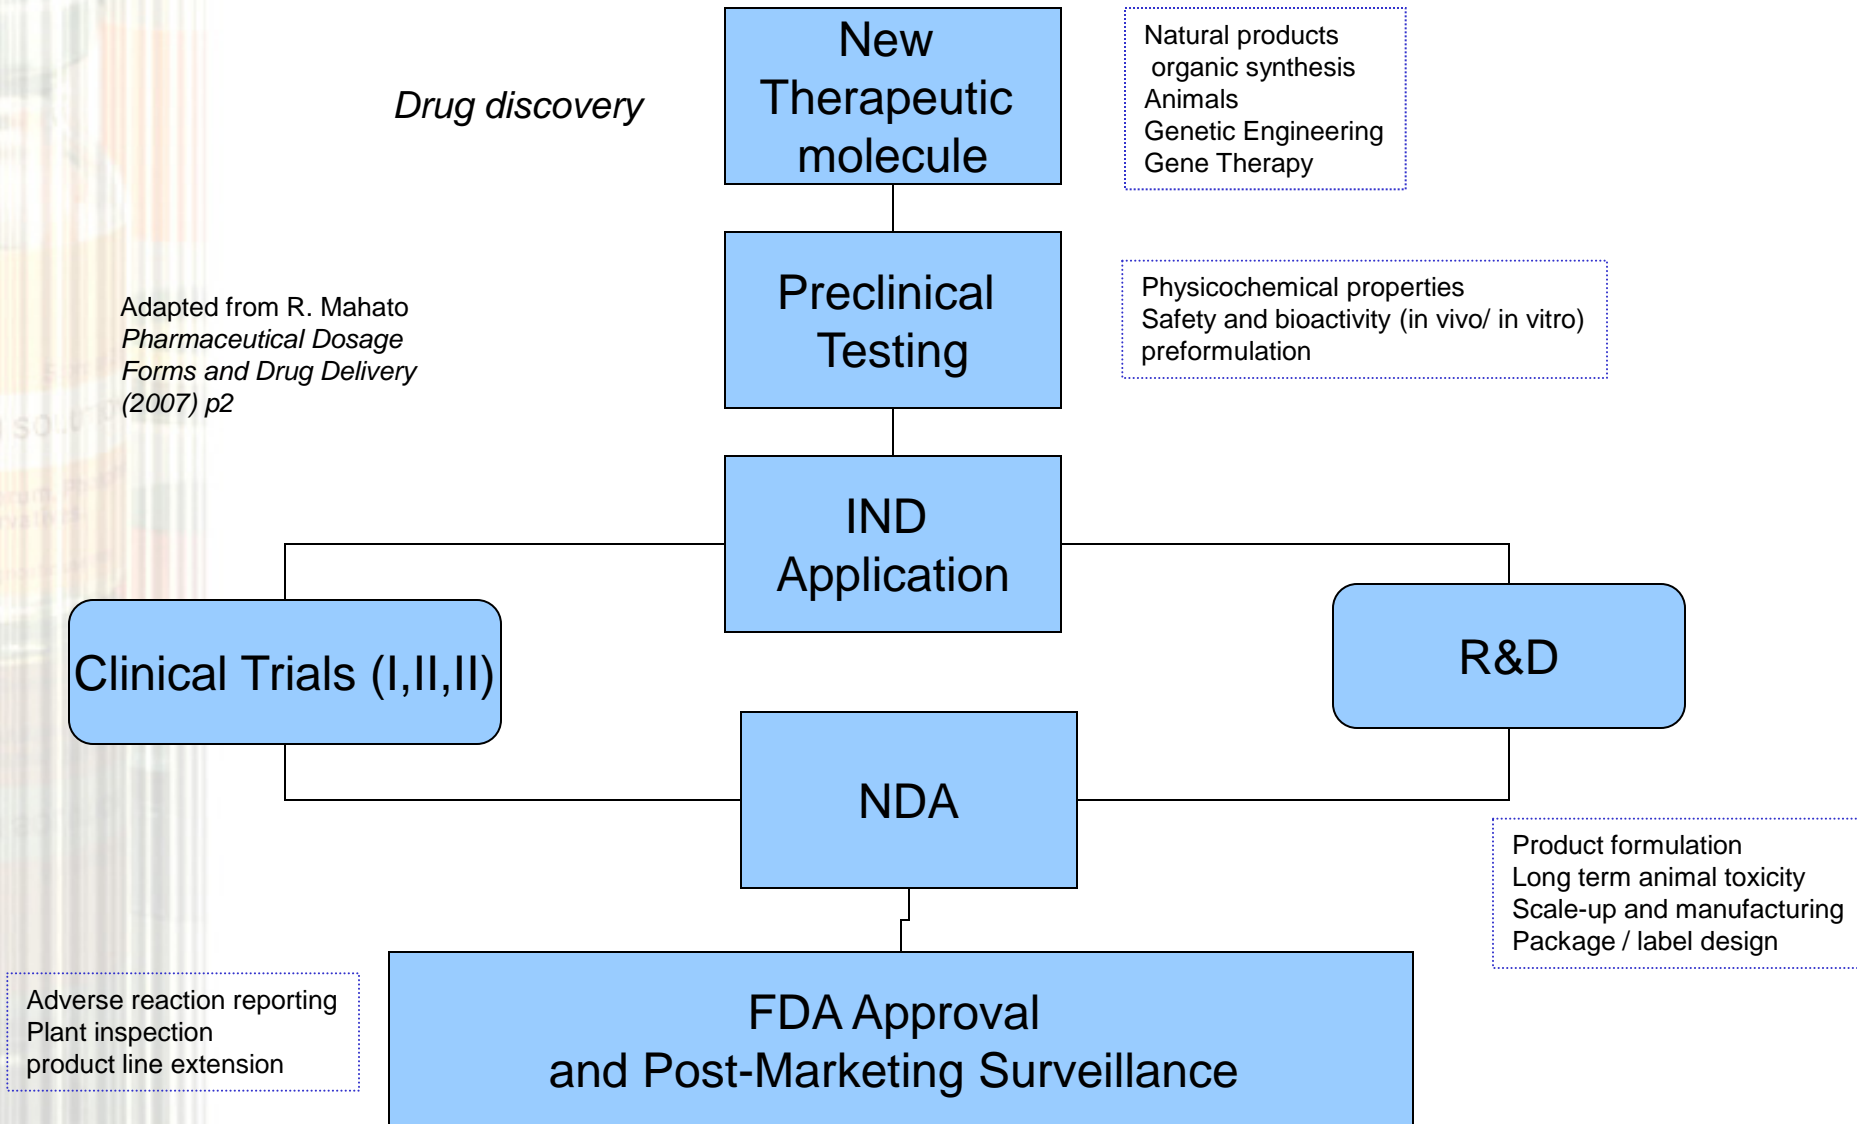 New
Therapeutic
molecule
Natural products
organic synthesis
Animals
Genetic Engineering
Gene Therapy
Drug discovery
Preclinical
Testing
Physicochemical properties
Safety and bioactivity (in vivo/ in vitro)
preformulation
Adapted from R. Mahato
Pharmaceutical Dosage
Forms and Drug Delivery
(2007) p2
IND
Application
Clinical Trials (I,II,II)
R&D
NDA
Product formulation
Long term animal toxicity
Scale-up and manufacturing
Package / label design
Adverse reaction reporting
Plant inspection
product line extension
FDA Approval
and Post-Marketing Surveillance